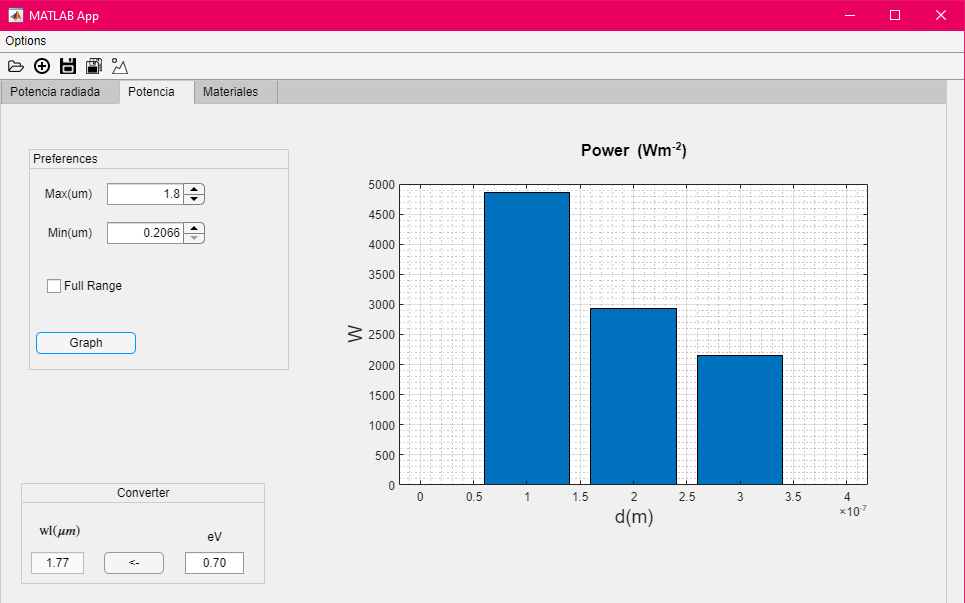 MATLAB App
Options
Potencia radiada Potencia Materiales
Preferences
Max(um) 1.8
Min(um) 0.2066
Full Range
Graph
Power (Wm⁻²)
5000
4500
4000
3500
3000
2500
2000
1500
1000
500
0
W
0 0.5 1 1.5 2 2.5 3 3.5 4
×10⁻⁷
d(m)
Converter
wl(μm)
eV
1.77 <- 0.70